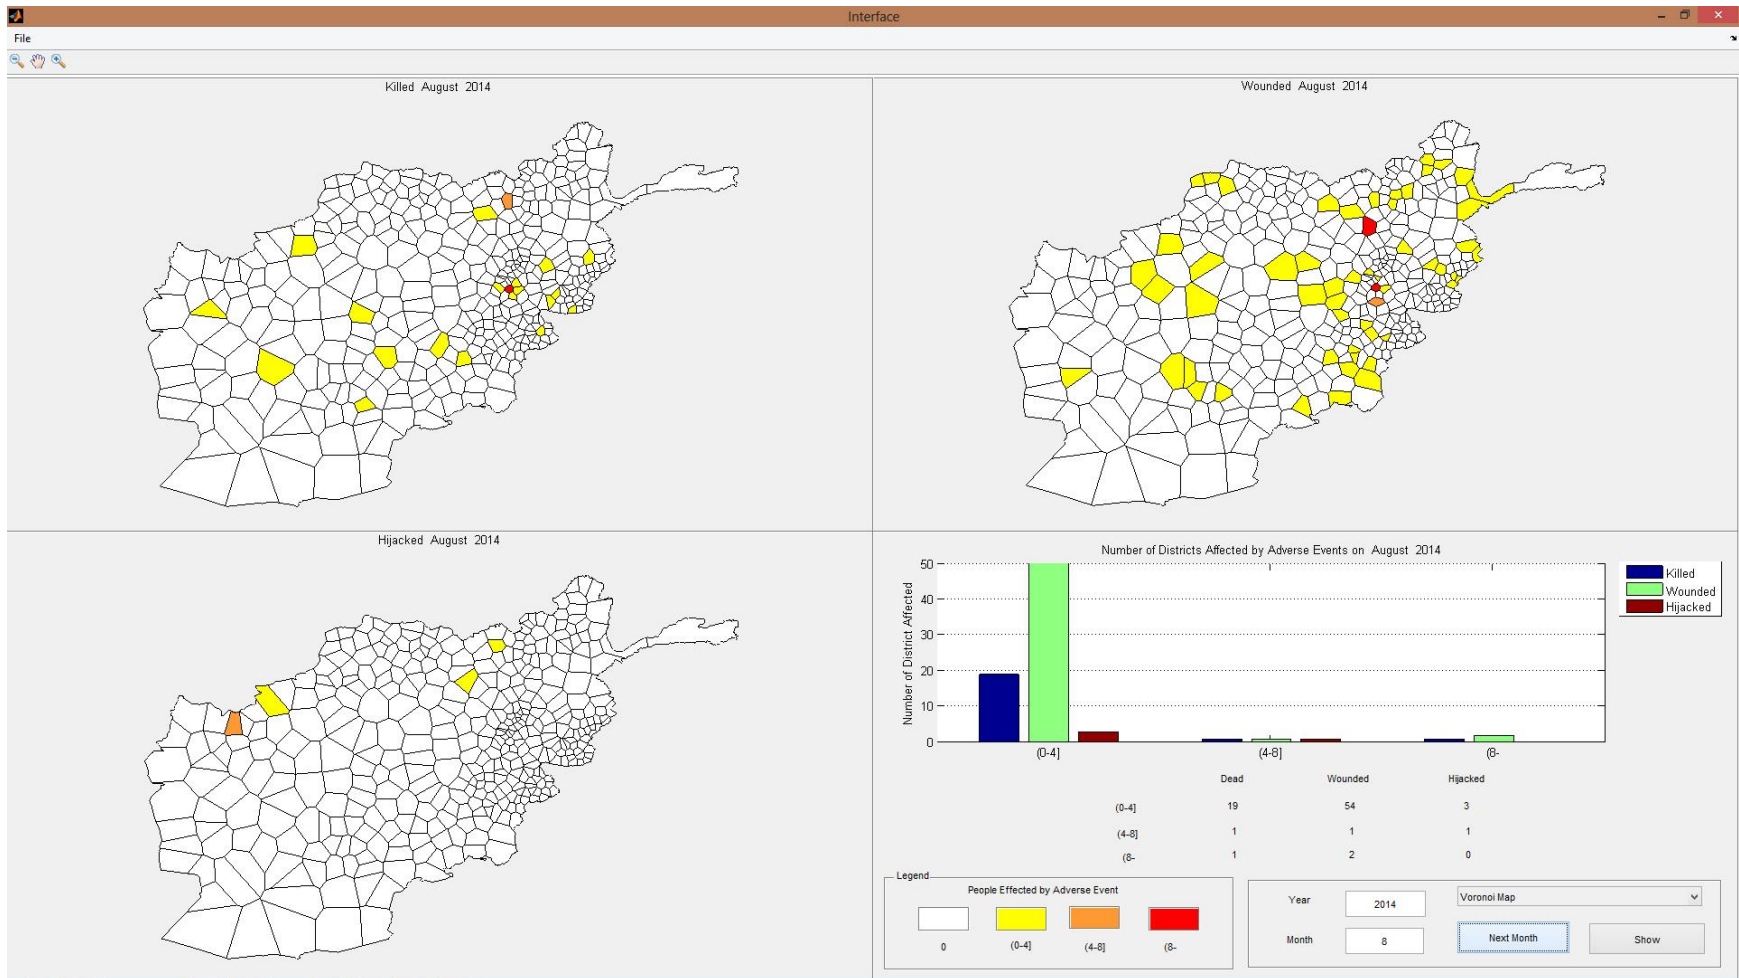 Interface
File
Killed August 2014
Wounded August 2014
Hijacked August 2014
Number of Districts Affected by Adverse Events on August 2014
Number of District Affected
50
40
30
20
10
0
(0-4]
(4-8]
(8-
Killed
Wounded
Hijacked
Dead Wounded Hijacked
(0-4] 19 54 3
(4-8] 1 1 1
(8- 1 2 0
Legend
People Effected by Adverse Event
0 (0-4] (4-8] (8-
Year 2014 Voronoi Map
Month 8 Next Month Show